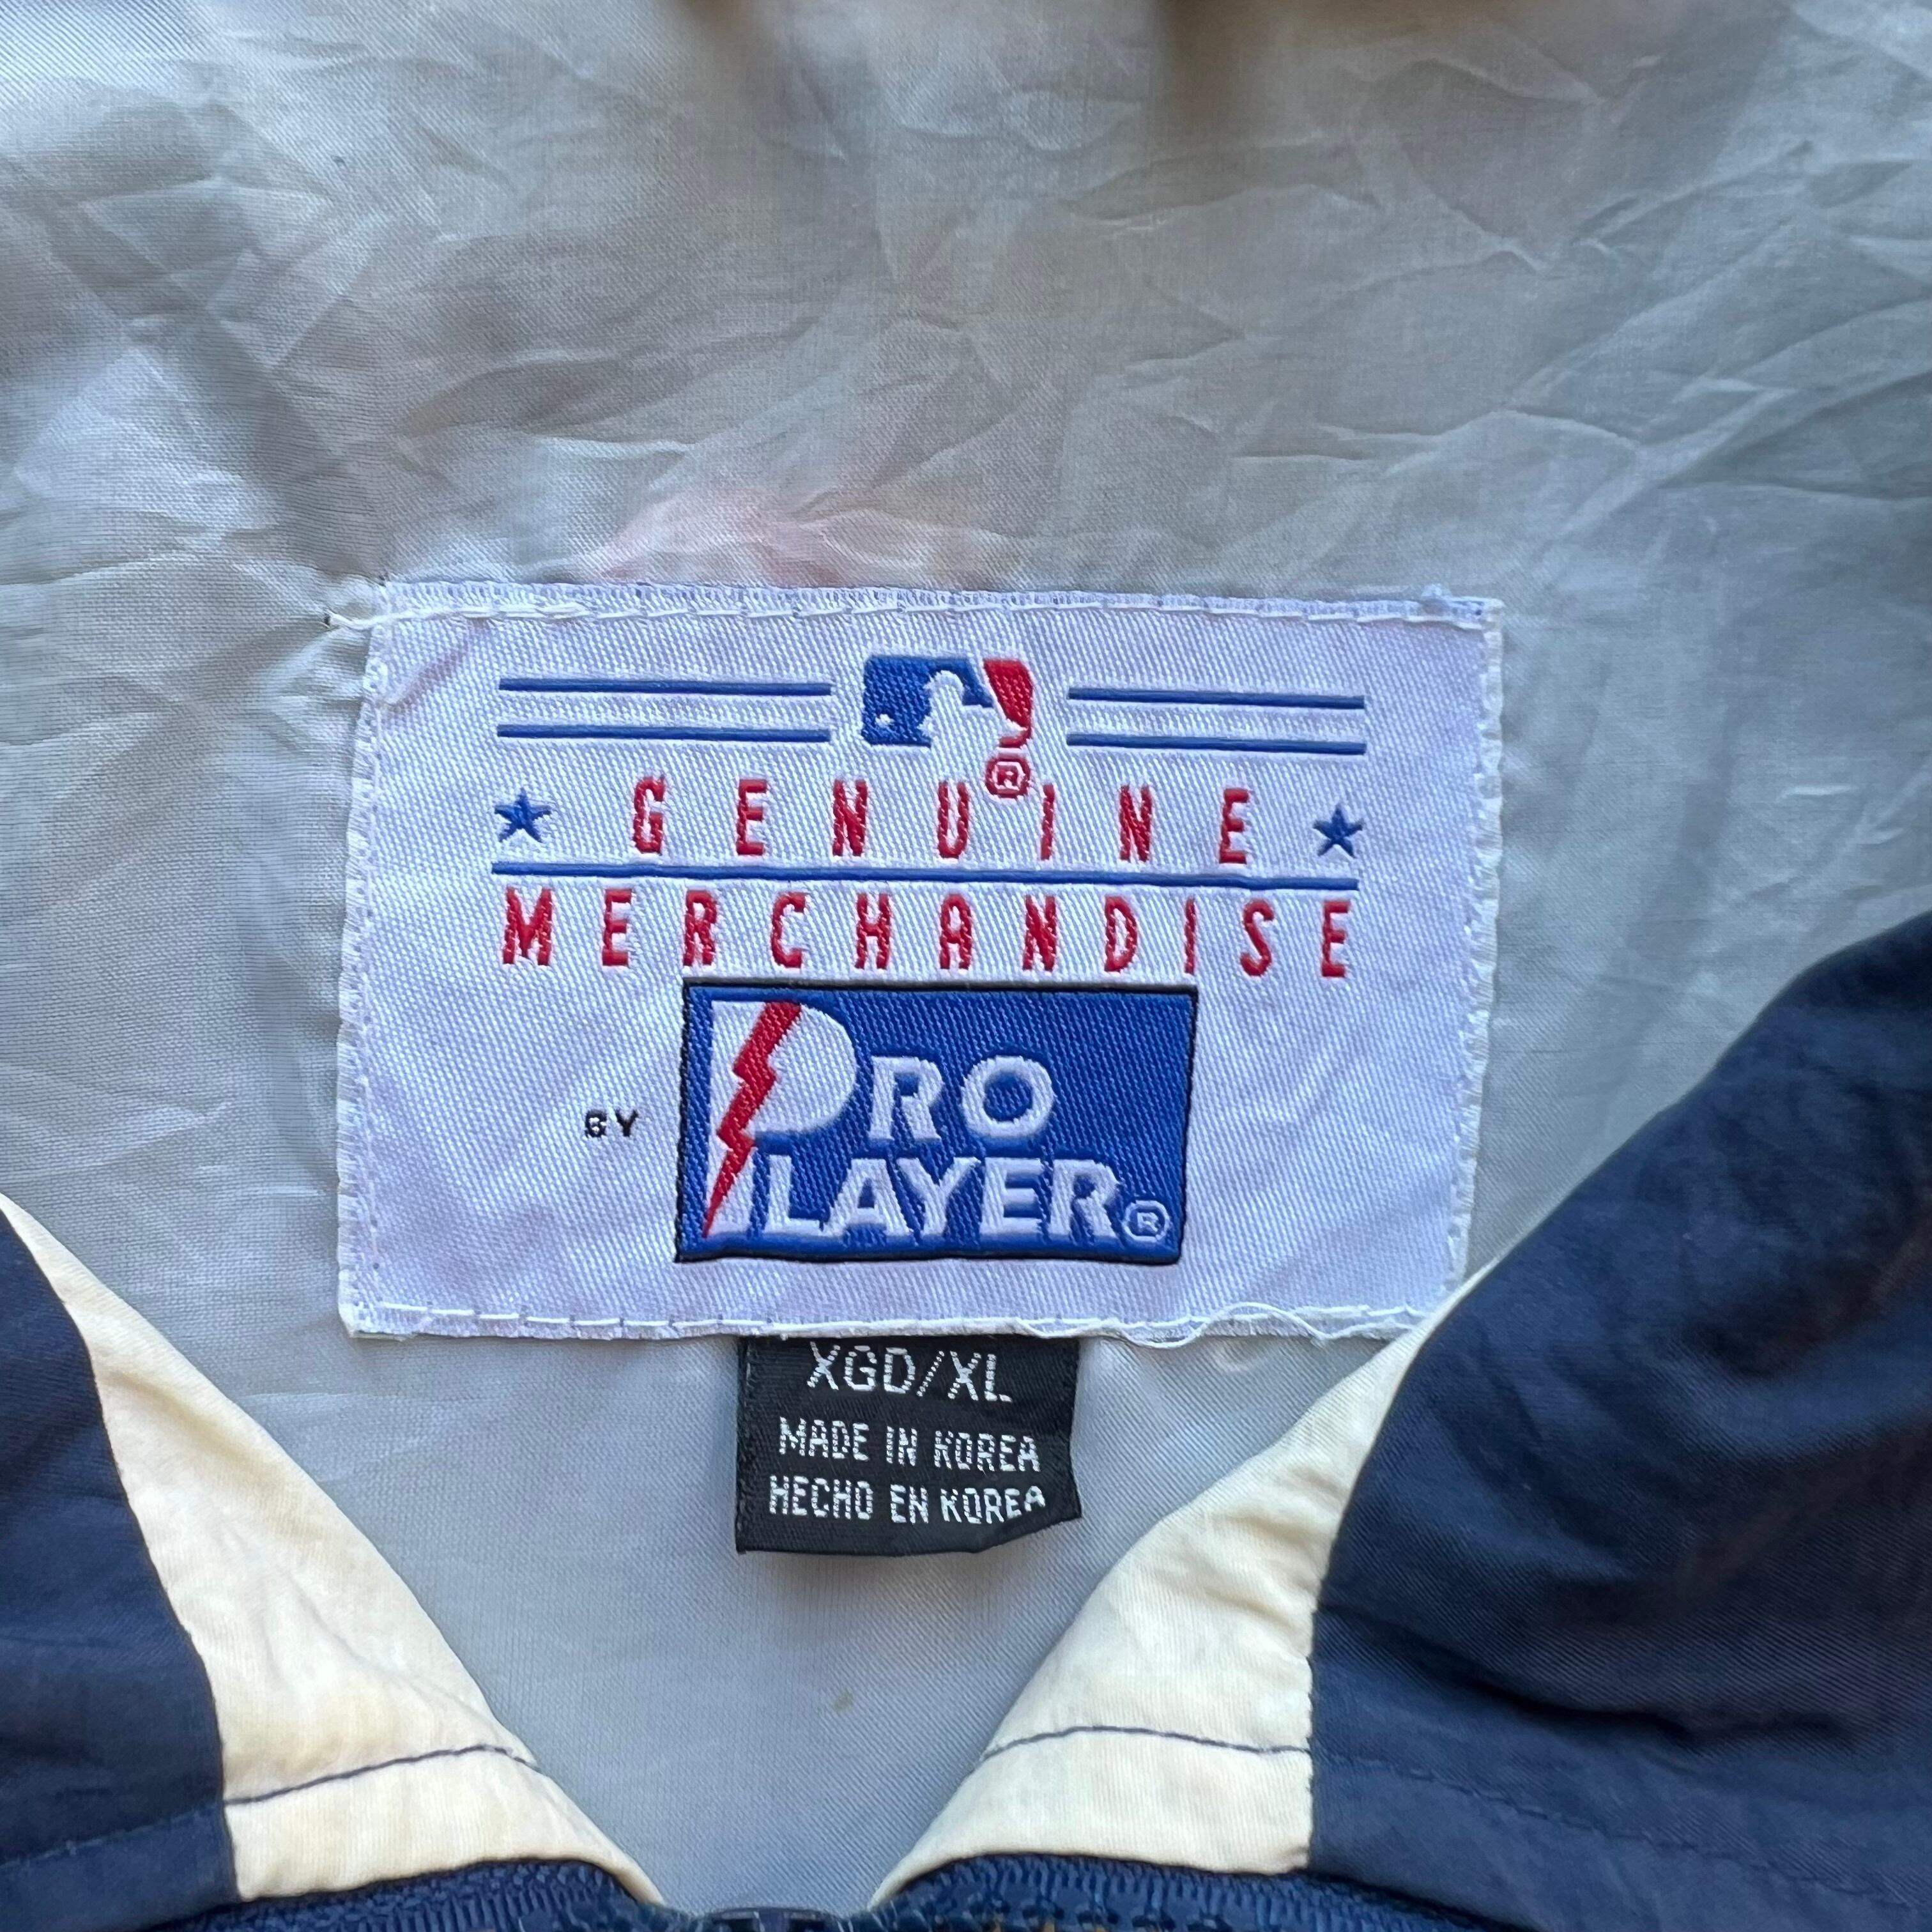 ®
GENUINE
MERCHANDISE
BY
PRO
PLAYER®
XGD/XL
MADE IN KOREA
HECHO EN KOREA